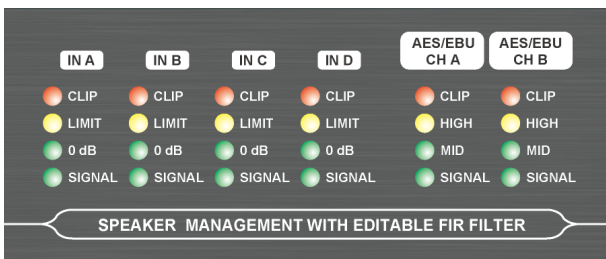 IN A IN B IN C IN D AES/EBU CH A AES/EBU CH B
CLIP CLIP CLIP CLIP CLIP CLIP
LIMIT LIMIT LIMIT LIMIT HIGH HIGH
0 dB 0 dB 0 dB 0 dB MID MID
SIGNAL SIGNAL SIGNAL SIGNAL SIGNAL SIGNAL
SPEAKER MANAGEMENT WITH EDITABLE FIR FILTER